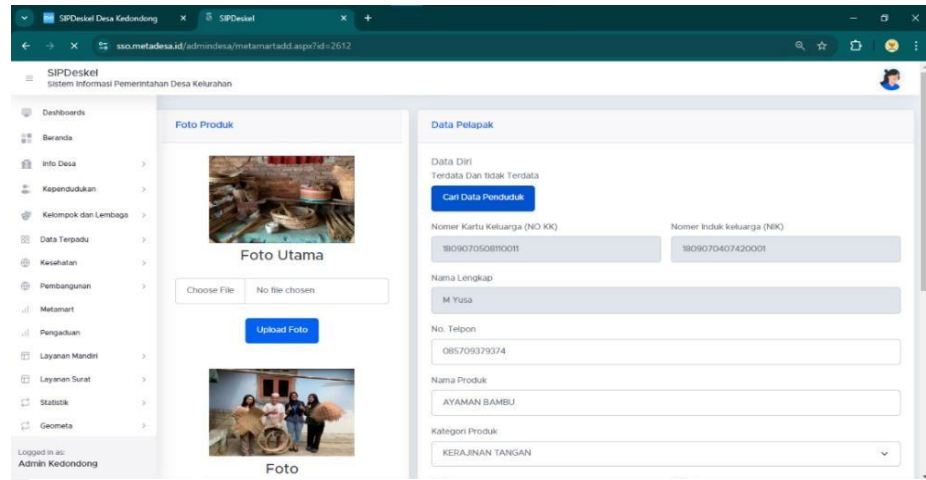 SIPDeskel Desa Kedondong
SIPDeskel
sso.metadesa.id/admindesa/metamartadd.aspx?id=2612
SIPDeskel
Sistem Informasi Pemerintahan Desa Kelurahan
Dashboards
Beranda
Info Desa
Kependudukan
Kelompok dan Lembaga
Data Terpadu
Kesehatan
Pembangunan
Metamart
Pengaduan
Layanan Mandiri
Layanan Surat
Statistik
Geometa
Logged in as:
Admin Kedondong
Foto Produk
Foto Utama
Choose File No file chosen
Upload Foto
Foto
Data Pelapak
Data Diri
Terdata Dan tidak Terdata
Cari Data Penduduk
Nomer Kartu Keluarga (NO KK)
1809070508110011
Nomer Induk keluarga (NIK)
1809070407420001
Nama Lengkap
M Yusa
No. Telpon
085709379374
Nama Produk
AYAMAN BAMBU
Kategori Produk
KERAJINAN TANGAN